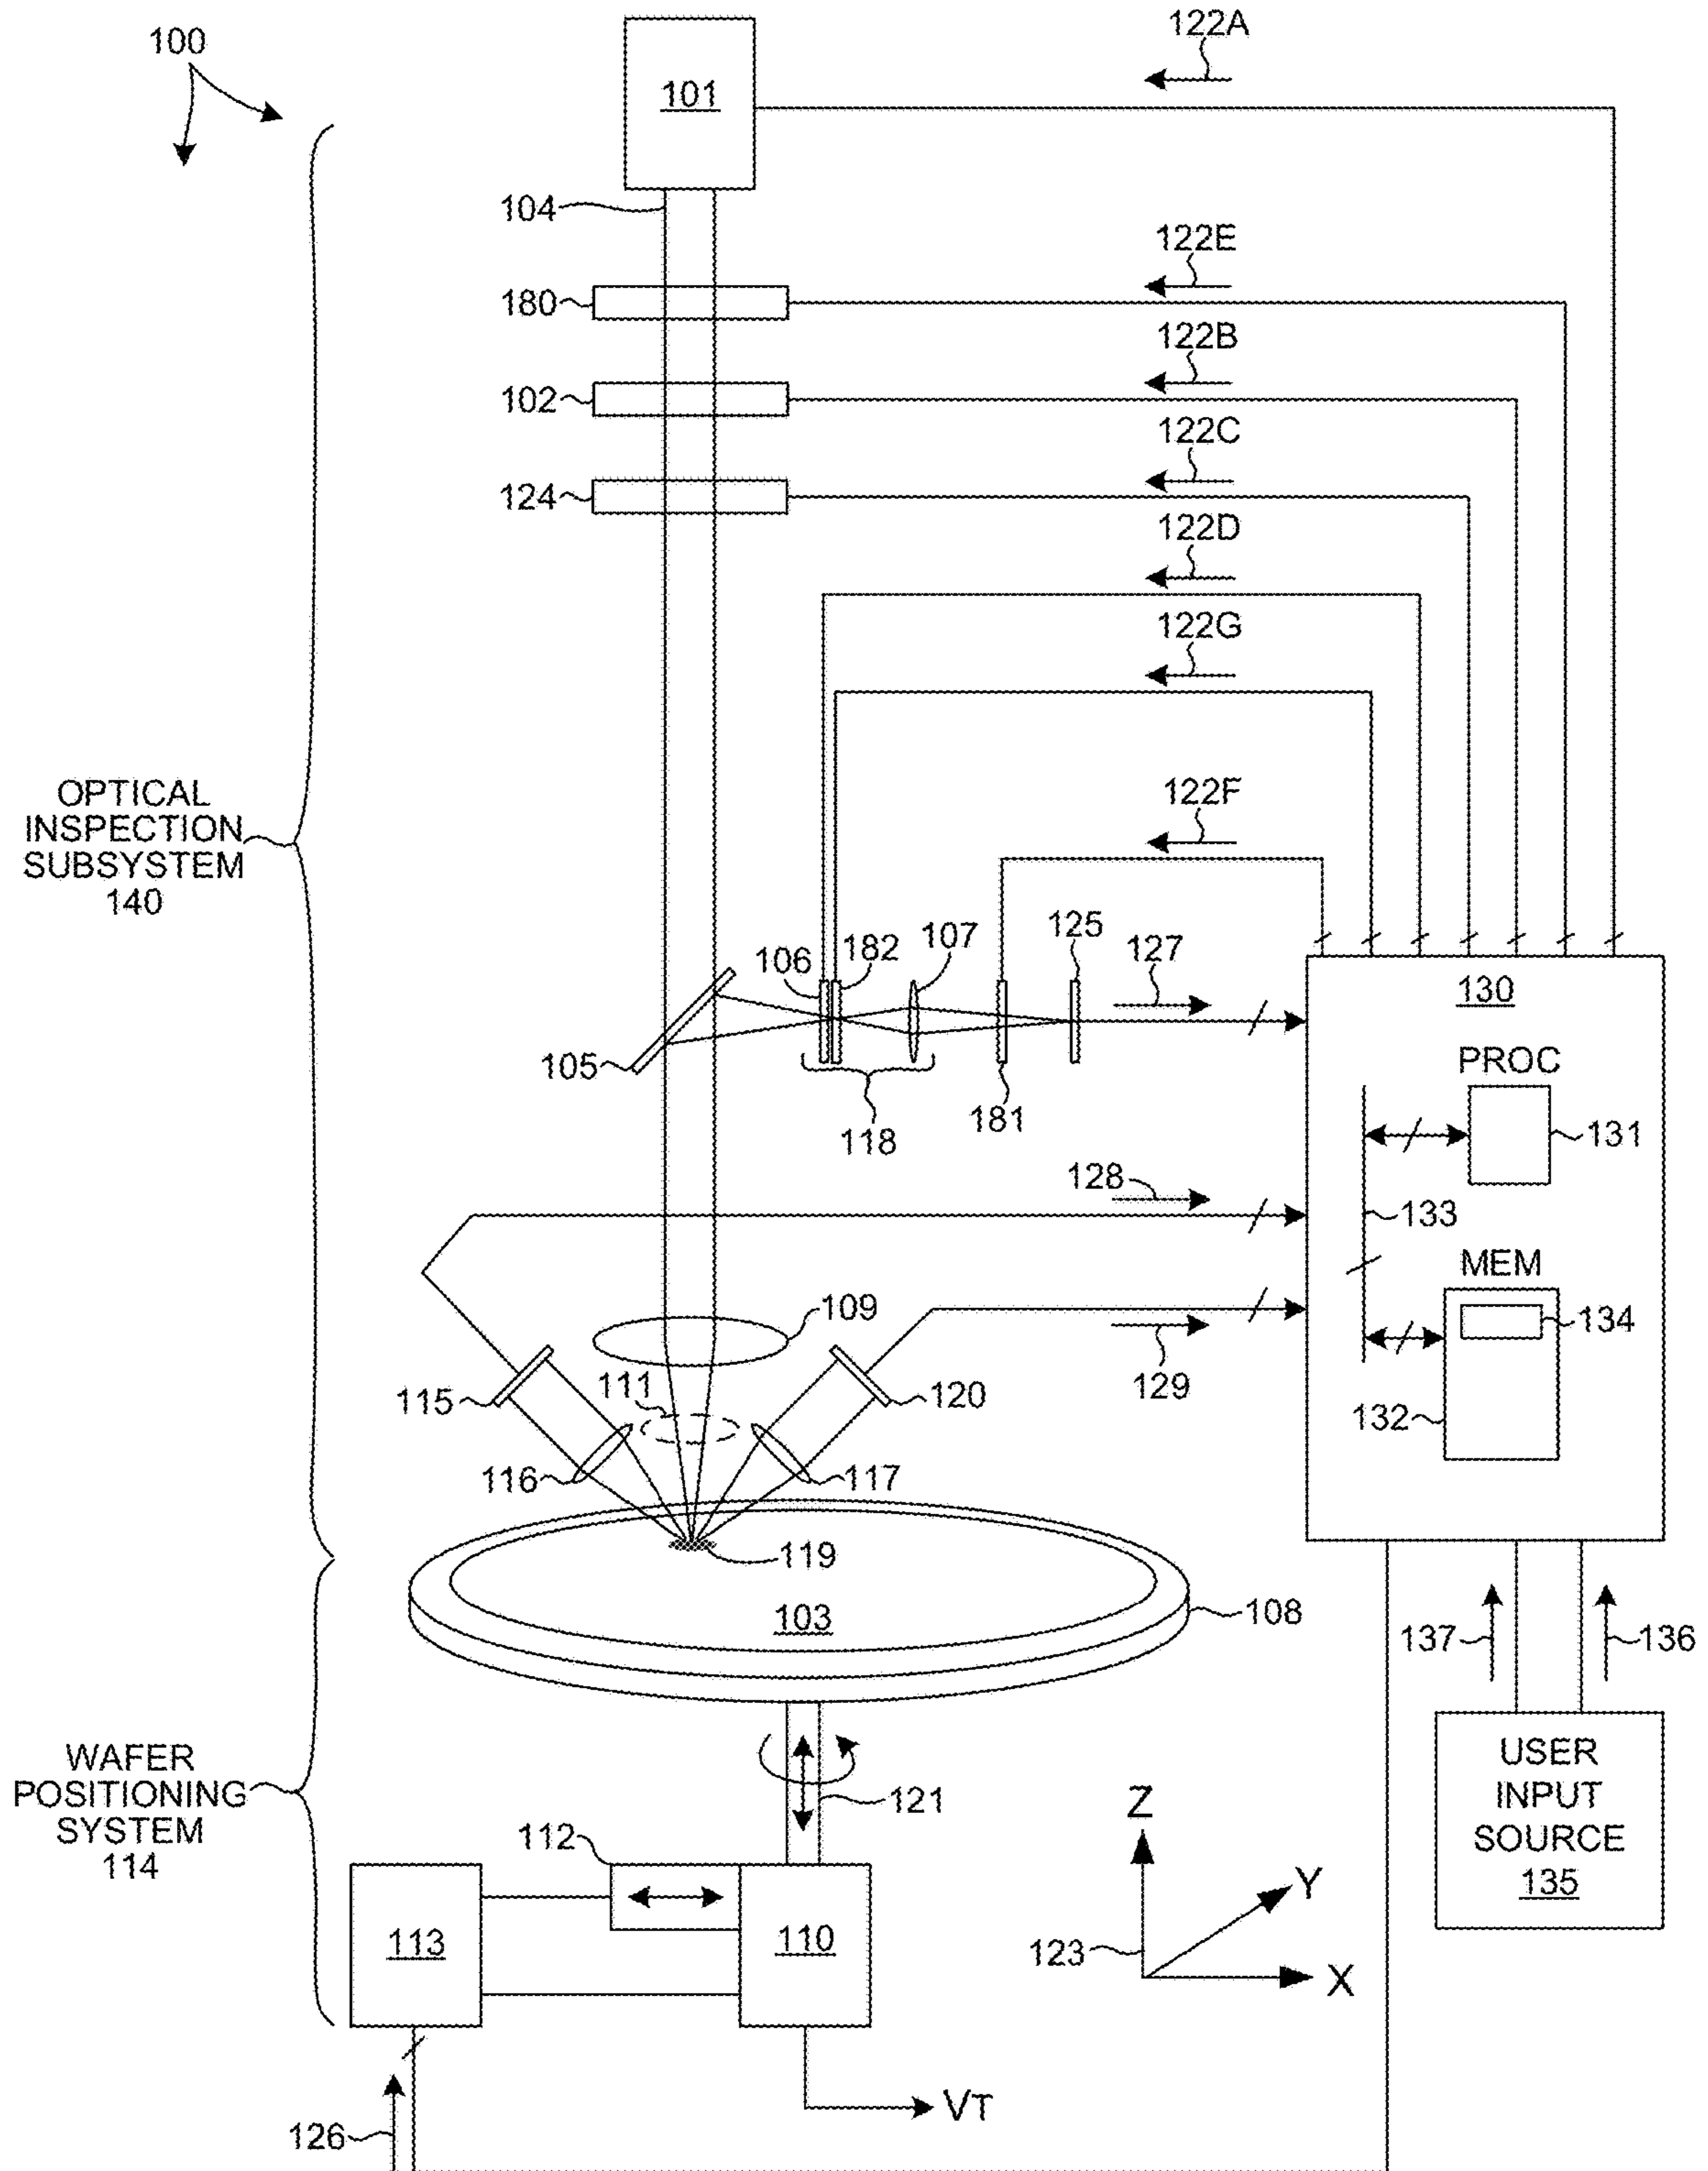 100
101
122A
104
122E
180
122B
102
122C
124
122D
122G
OPTICAL
INSPECTION
SUBSYSTEM
140
122F
106
182
107
125
127
130
105
118
181
PROC
131
128
133
MEM
109
134
129
115
111
120
132
116
117
119
103
108
137
136
WAFER
POSITIONING
SYSTEM
114
121
USER
INPUT
SOURCE
135
112
Z
Y
X
123
113
110
VT
126